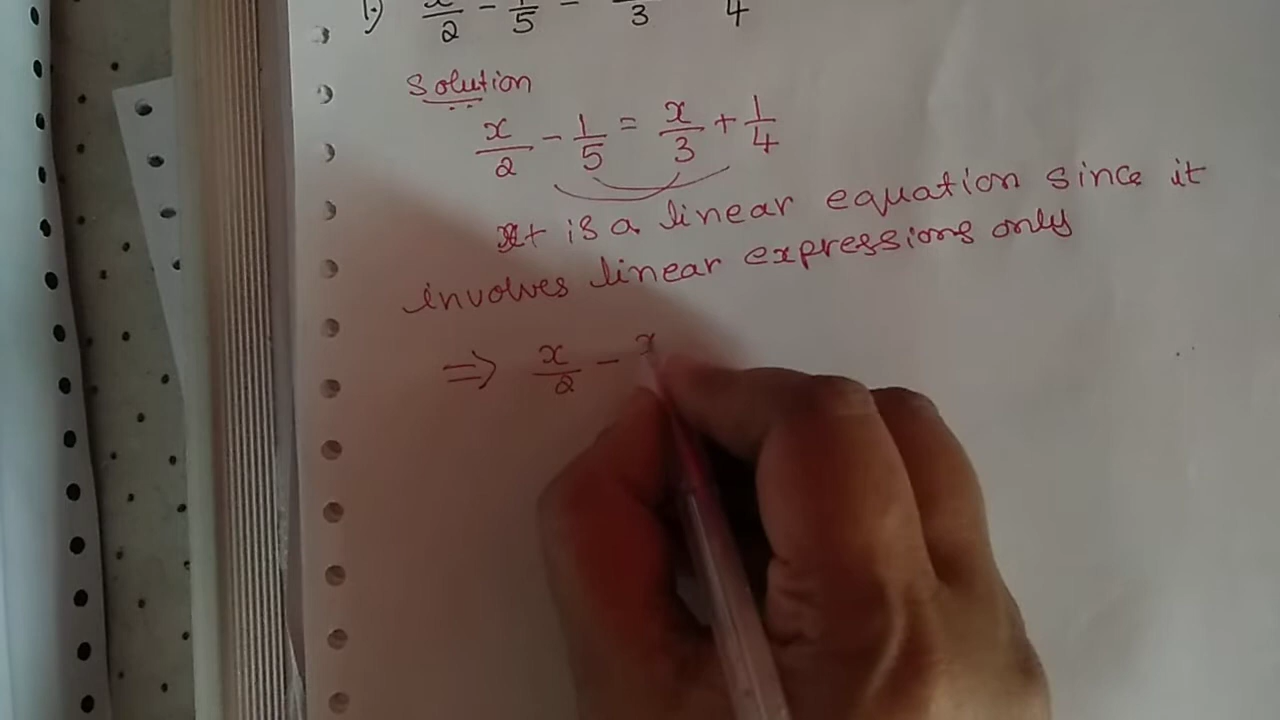 1.) x/2 - 1/5 = x/3 1/4
Solution
x/2 - 1/5 = x/3 + 1/4
It is a linear equation since it
involves linear expressions only
=> x/2 - x